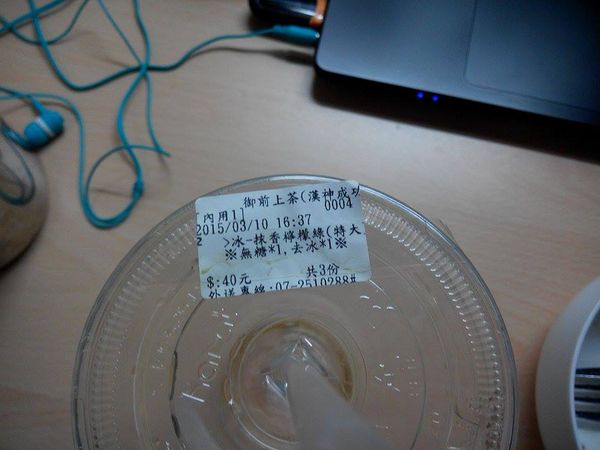 御前上茶(漢神成功
[內用1] 0004
2015/03/10 16:37
2 >冰-抹香檸檬綠(特大
※無糖*1,去冰*1※
$:40元 共3份
外送專線:07-2510288#